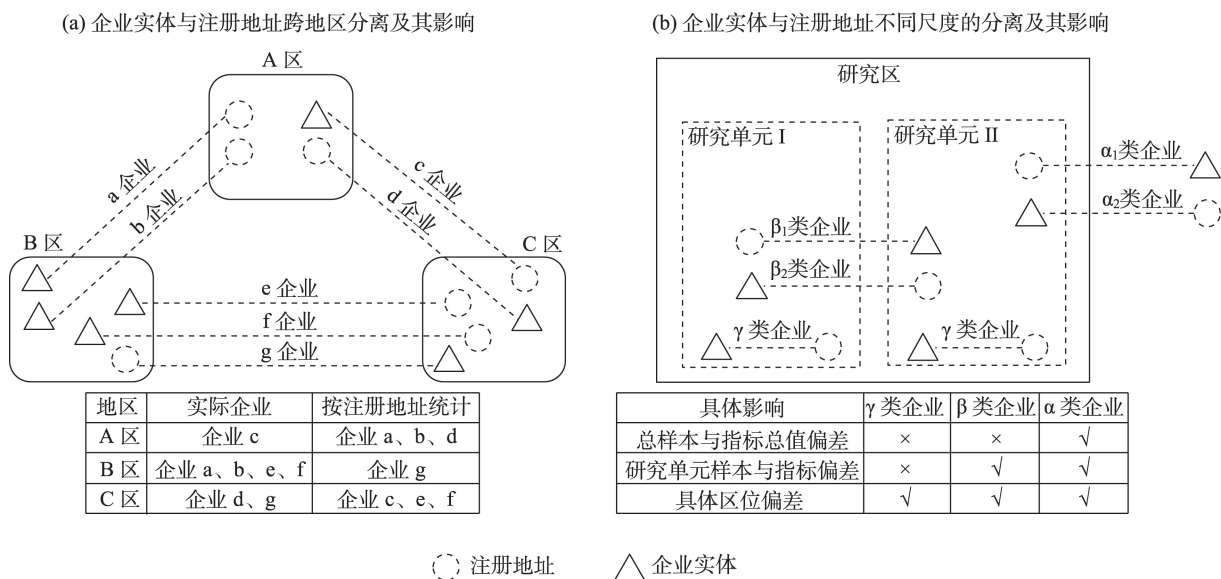 (a) 企业实体与注册地址跨地区分离及其影响
A 区
a 企业
b 企业
c 企业
d 企业
B 区
C 区
e 企业
f 企业
g 企业
地区 实际企业 按注册地址统计
A 区 企业 c 企业 a、b、d
B 区 企业 a、b、e、f 企业 g
C 区 企业 d、g 企业 c、e、f
(b) 企业实体与注册地址不同尺度的分离及其影响
研究区
研究单元 I
研究单元 II
α₁类企业
α₂类企业
β₁类企业
β₂类企业
γ 类企业
γ 类企业
具体影响 γ 类企业 β 类企业 α 类企业
总样本与指标总值偏差 × × √
研究单元样本与指标偏差 × √ √
具体区位偏差 √ √ √
注册地址 企业实体